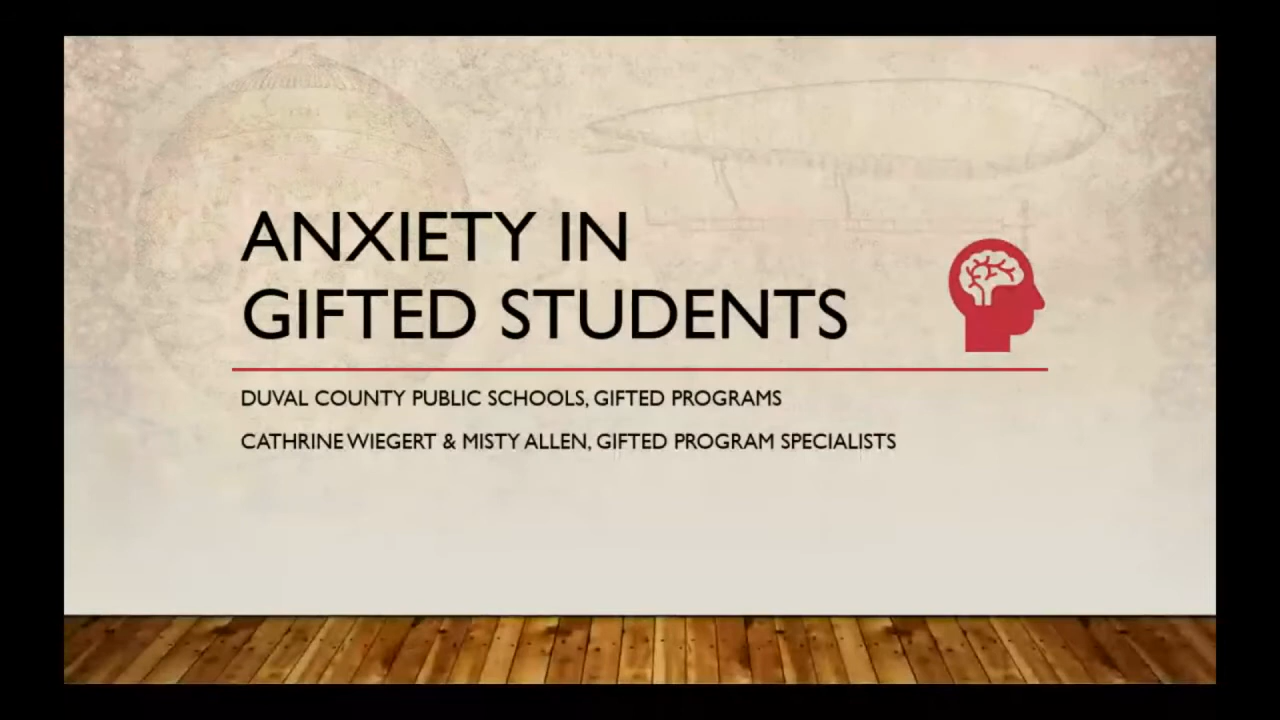 ANXIETY IN
GIFTED STUDENTS
DUVAL COUNTY PUBLIC SCHOOLS, GIFTED PROGRAMS
CATHRINE WIEGERT & MISTY ALLEN, GIFTED PROGRAM SPECIALISTS